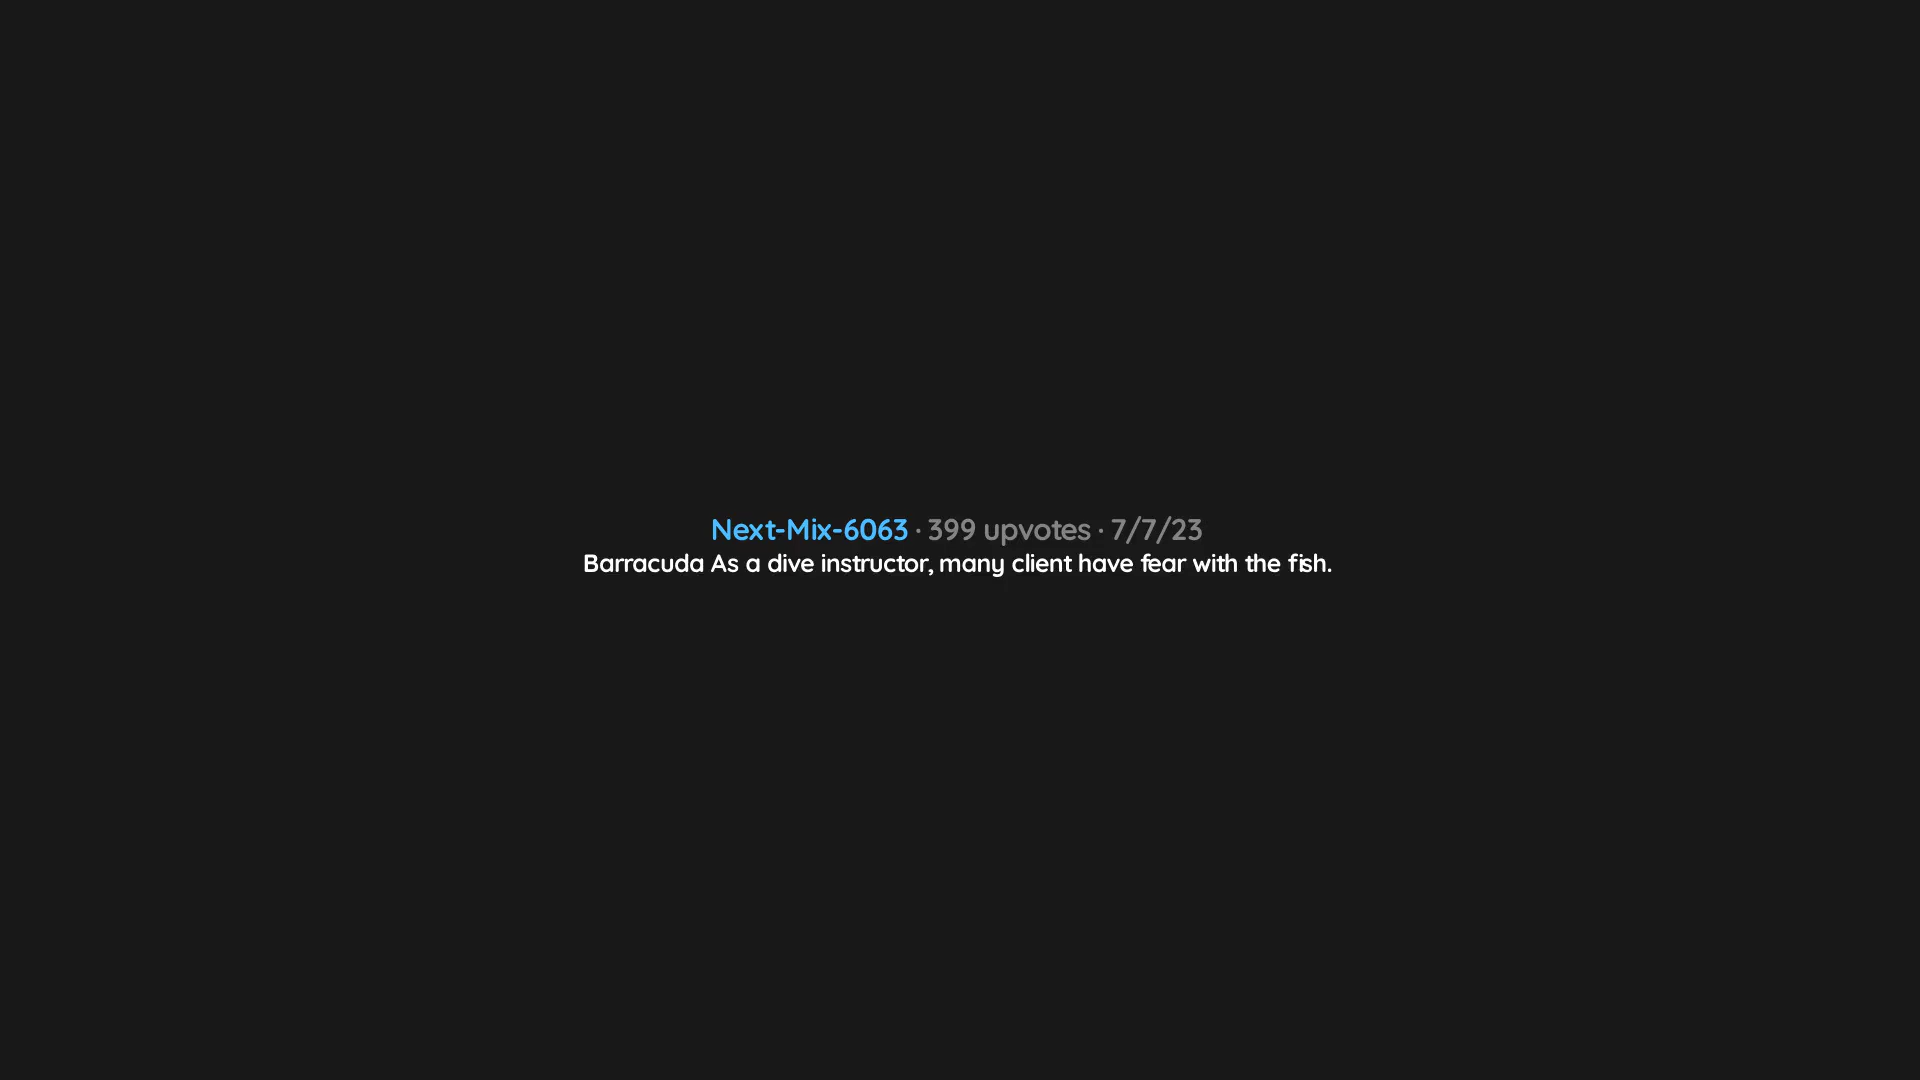 Next-Mix-6063 · 399 upvotes · 7/7/23
Barracuda As a dive instructor, many client have fear with the fish.